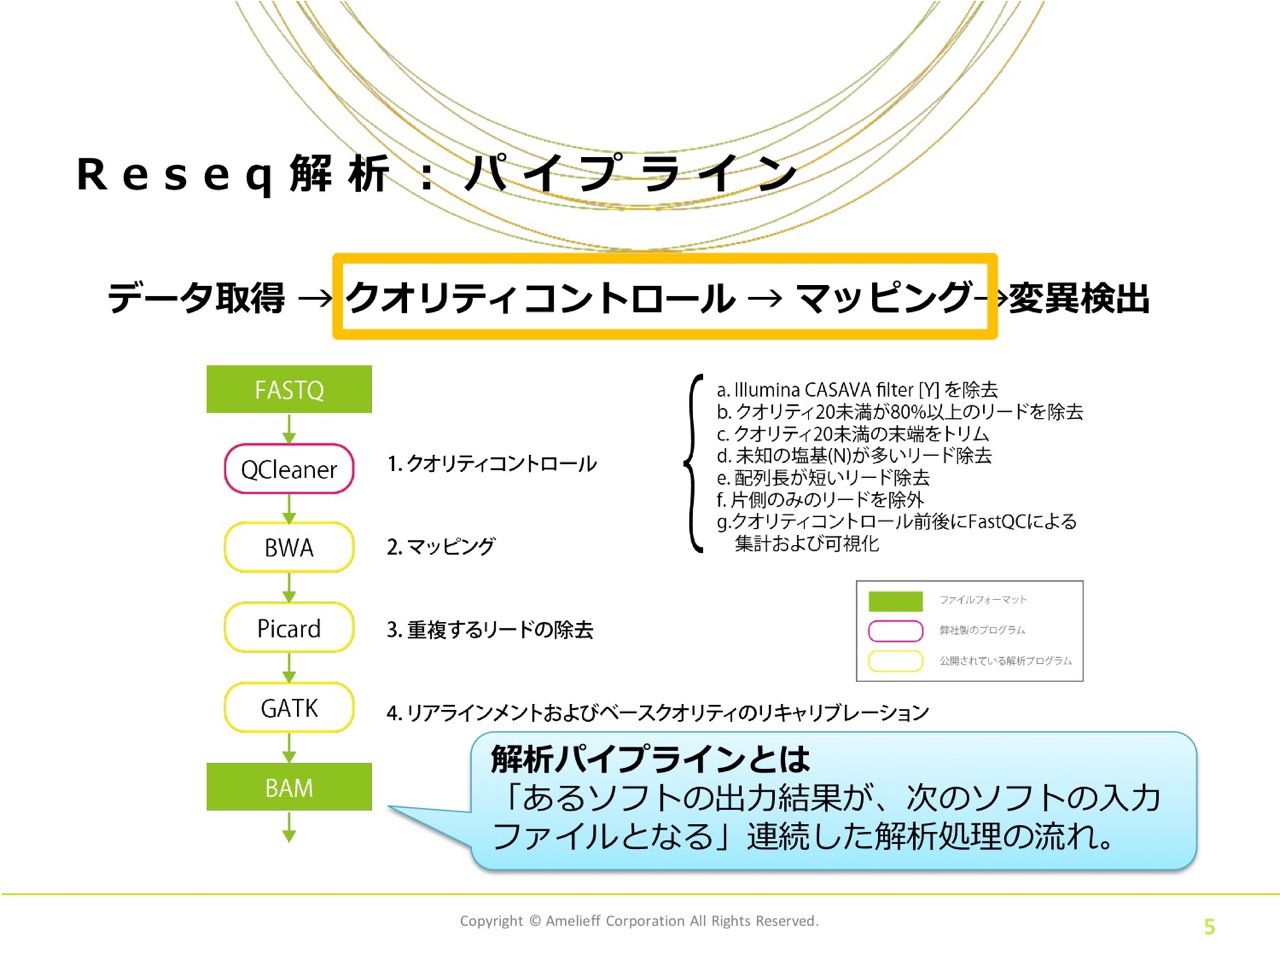 Reseq解析：パイプライン
データ取得 → クオリティコントロール → マッピング→変異検出
FASTQ
QCleaner
1. クオリティコントロール
a. Illumina CASAVA filter [Y] を除去
b. クオリティ20未満が80%以上のリードを除去
c. クオリティ20未満の末端をトリム
d. 未知の塩基(N)が多いリード除去
e. 配列長が短いリード除去
f. 片側のみのリードを除外
g.クオリティコントロール前後にFastQCによる
集計および可視化
BWA
2. マッピング
Picard
3. 重複するリードの除去
ファイルフォーマット
弊社製のプログラム
公開されている解析プログラム
GATK
4. リアラインメントおよびベースクオリティのリキャリブレーション
BAM
解析パイプラインとは
「あるソフトの出力結果が、次のソフトの入力
ファイルとなる」連続した解析処理の流れ。
Copyright © Amelieff Corporation All Rights Reserved.
5